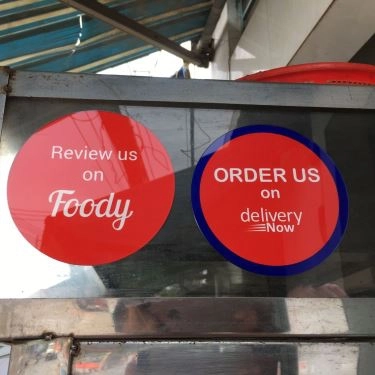 Review us
on
Foody
ORDER US
on
delivery
Now